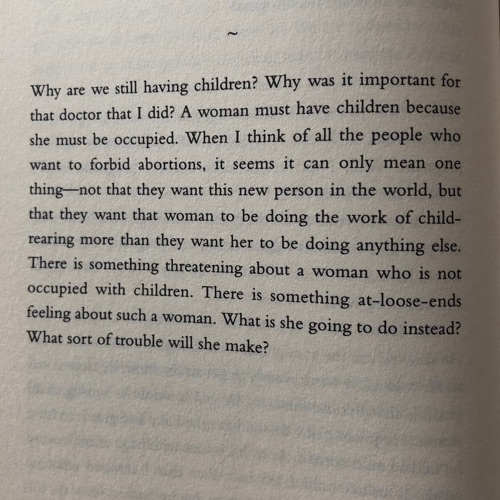 ~
Why are we still having children? Why was it important for
that doctor that I did? A woman must have children because
she must be occupied. When I think of all the people who
want to forbid abortions, it seems it can only mean one
thing—not that they want this new person in the world, but
that they want that woman to be doing the work of child-
rearing more than they want her to be doing anything else.
There is something threatening about a woman who is not
occupied with children. There is something at-loose-ends
feeling about such a woman. What is she going to do instead?
What sort of trouble will she make?